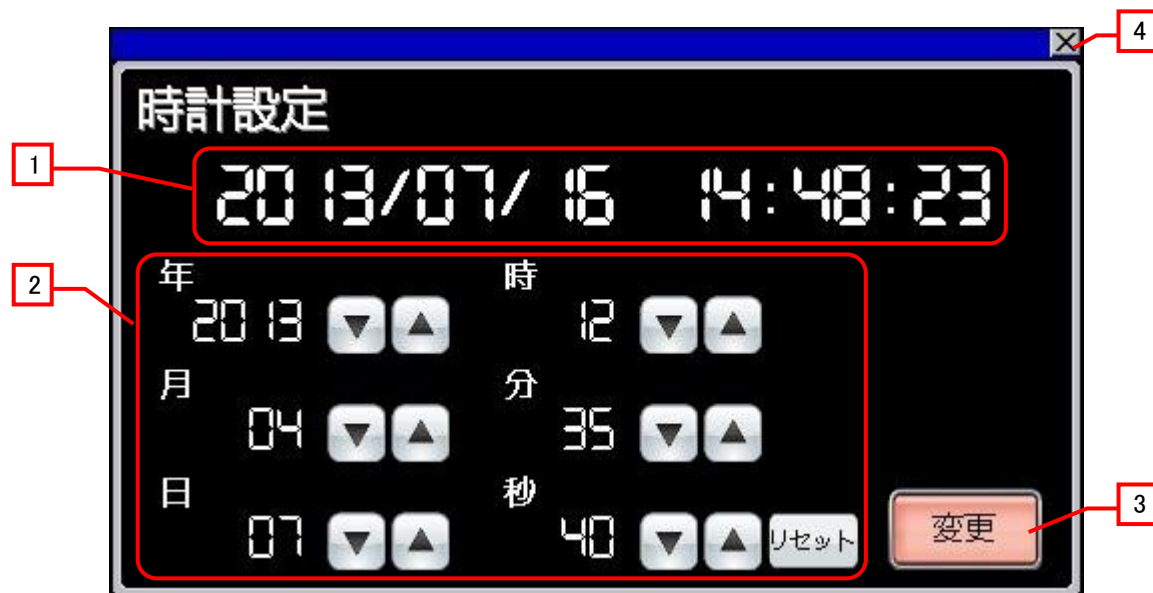 4
×
時計設定
1
2013/07/16 14:48:23
2
年 時
2013 ▼ ▲ 12 ▼ ▲
月 分
04 ▼ ▲ 35 ▼ ▲
日 秒
07 ▼ ▲ 40 ▼ ▲ リセット
変更
3